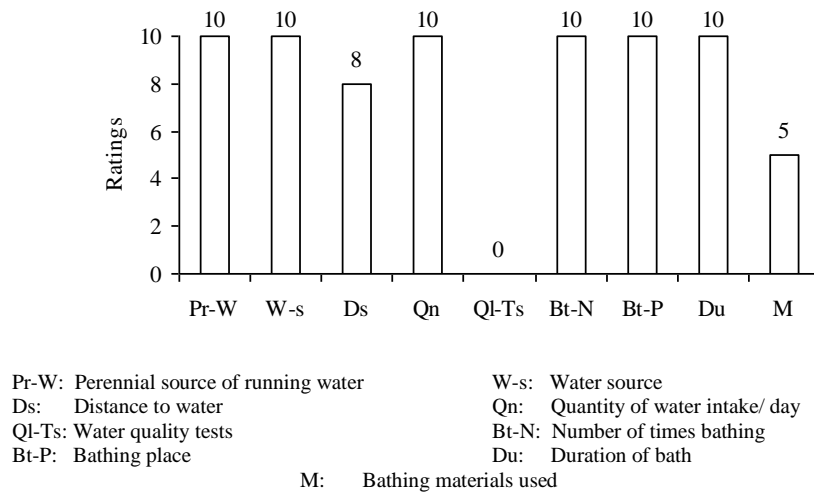 10 10 10 10 10 10
8
5
0
10
8
6
4
2
0
Ratings
Pr-W W-s Ds Qn Ql-Ts Bt-N Bt-P Du M
Pr-W: Perennial source of running water W-s: Water source
Ds: Distance to water Qn: Quantity of water intake/ day
Ql-Ts: Water quality tests Bt-N: Number of times bathing
Bt-P: Bathing place Du: Duration of bath
M: Bathing materials used